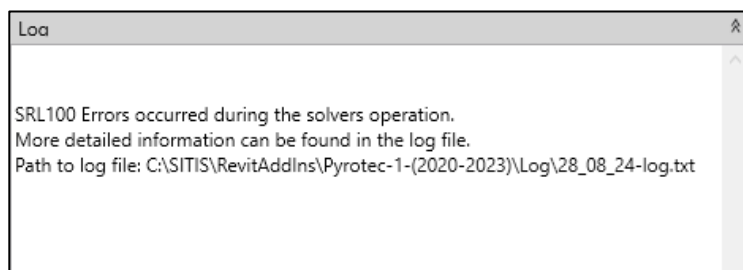 Log
SRL100 Errors occurred during the solvers operation.
More detailed information can be found in the log file.
Path to log file: C:\SITIS\RevitAddIns\Pyrotec-1-(2020-2023)\Log\28_08_24-log.txt